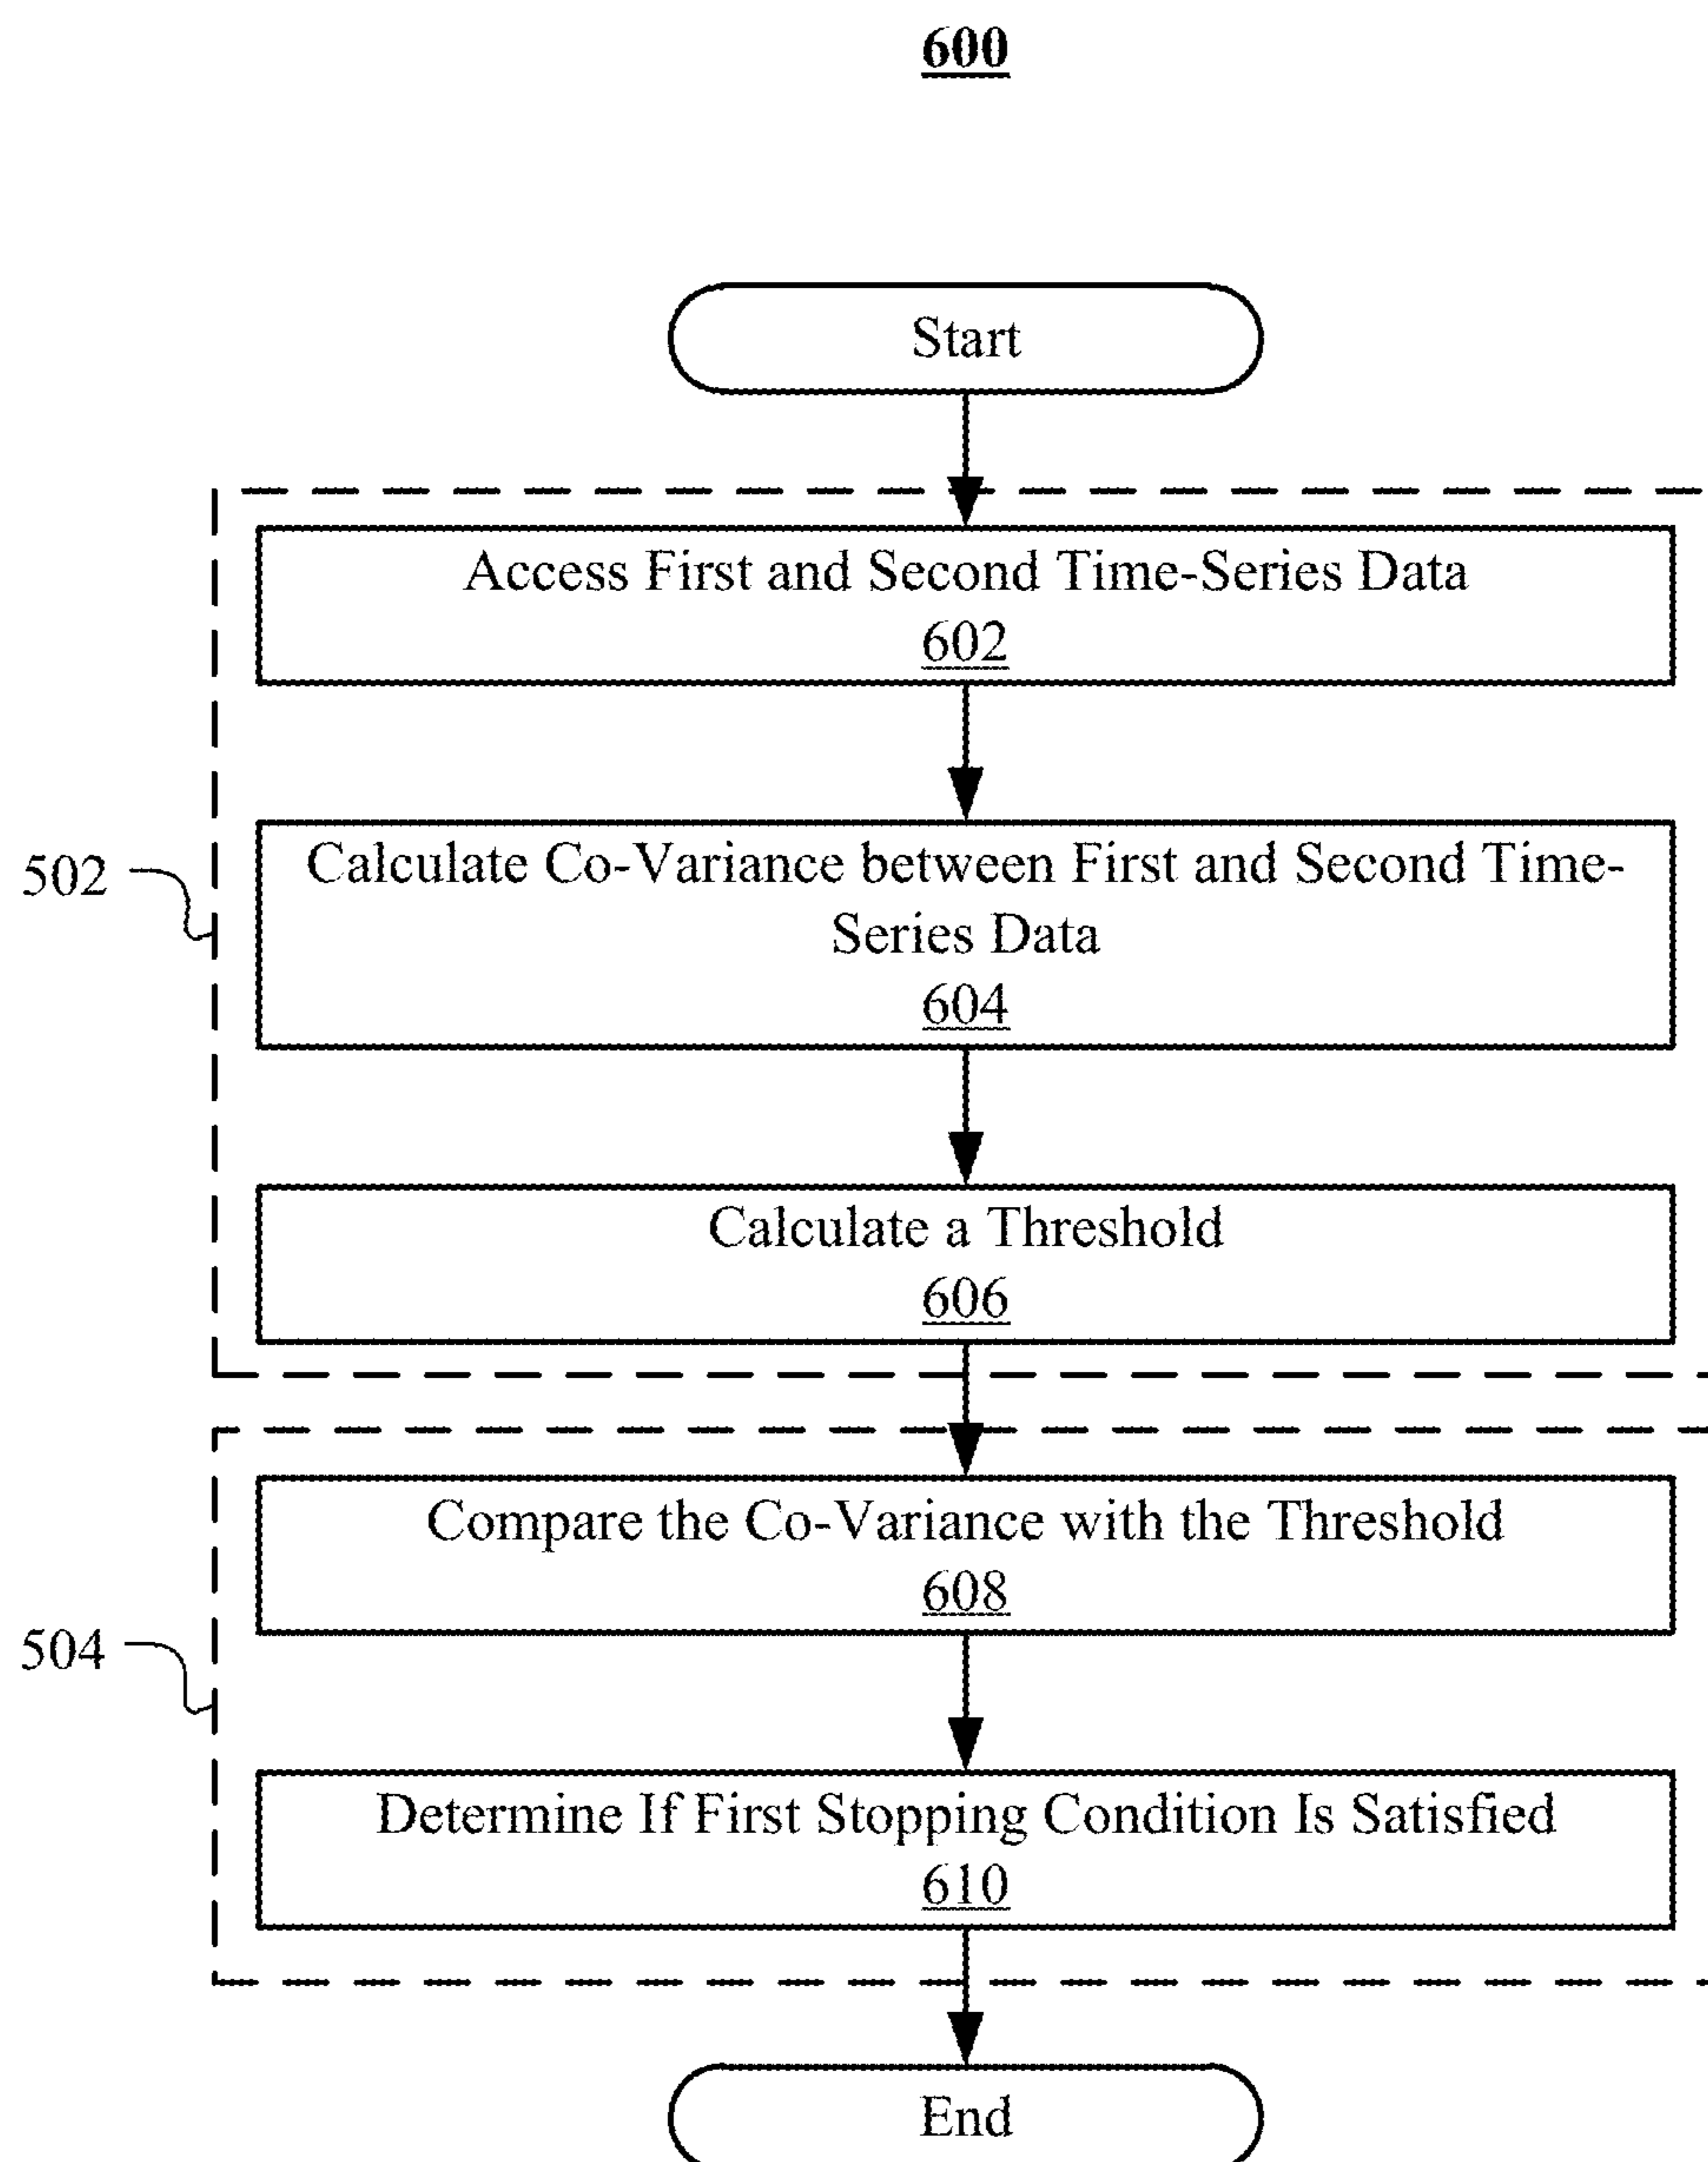 600
Start
Access First and Second Time-Series Data
602
502
Calculate Co-Variance between First and Second Time-
Series Data
604
Calculate a Threshold
606
504
Compare the Co-Variance with the Threshold
608
Determine If First Stopping Condition Is Satisfied
610
End